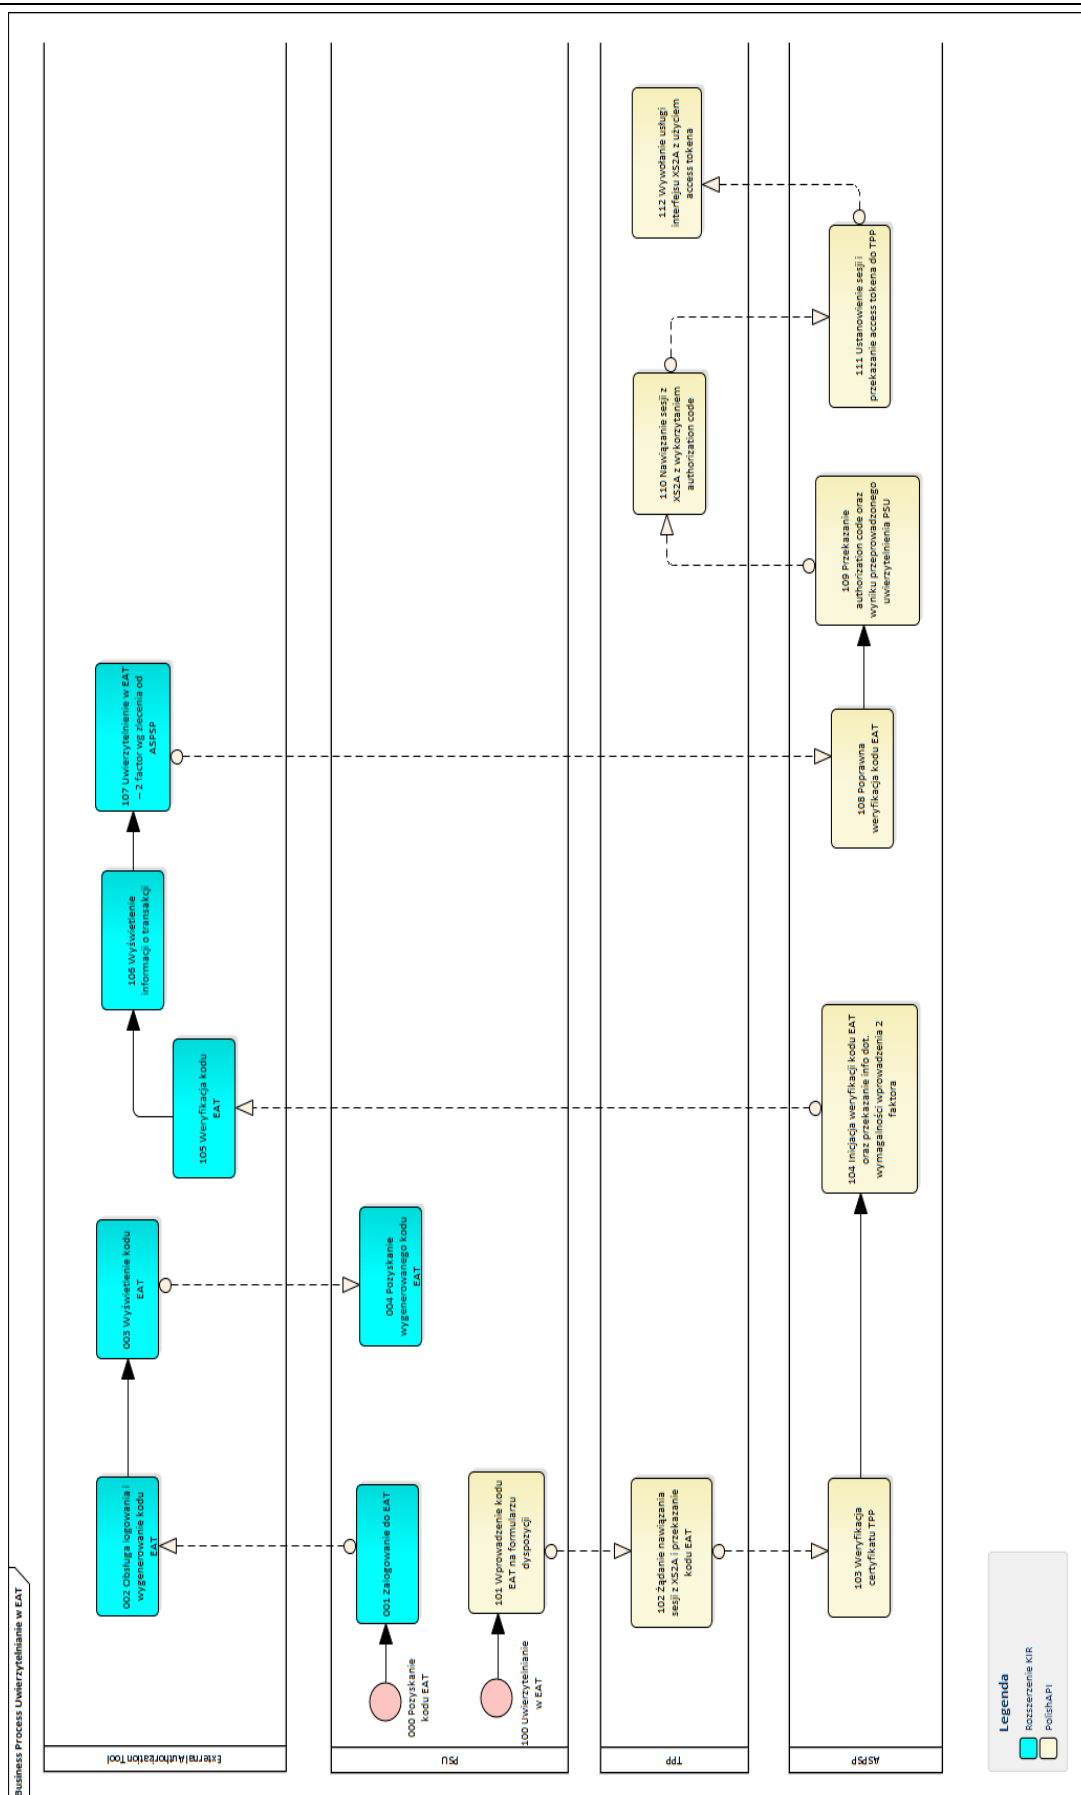 Business Process Uwierzytelnianie w EAT
External Authorization Tool
002 Obsługa logowania i
wygenerowanie kodu
EAT
003 Wyświetlenie kodu
EAT
105 Weryfikacja kodu
EAT
106 Wyświetlenie
informacji o transakcji
107 Uwierzytelnienie w EAT
– 2 factor wg zlecenia od
ASPSP
PSU
000 Pozyskanie
kodu EAT
001 Zalogowanie do EAT
004 Pozyskanie
wygenerowanego kodu
EAT
100 Uwierzytelnianie
w EAT
101 Wprowadzenie kodu
EAT na formularzu
dyspozycji
TPP
102 Żądanie nawiązania
sesji z XS2A i przekazanie
kodu EAT
110 Nawiązanie sesji z
XS2A z wykorzytaniem
authorization code
112 Wywołanie usługi
interfejsu XS2A z użyciem
access tokena
ASPSP
103 Weryfikacja
certyfikatu TPP
104 Inicjacja weryfikacji kodu EAT
oraz przekazanie info dot.
wymagalności wprowadzenia 2
faktora
108 Poprawna
weryfikacja kodu EAT
109 Przekazanie
authorization code oraz
wyniku przeprowadzonego
uwierzytelnienia PSU
111 Ustanowienie sesji i
przekazanie access tokena do TPP
Legenda
Rozszerzenie KIR
PolishAPI